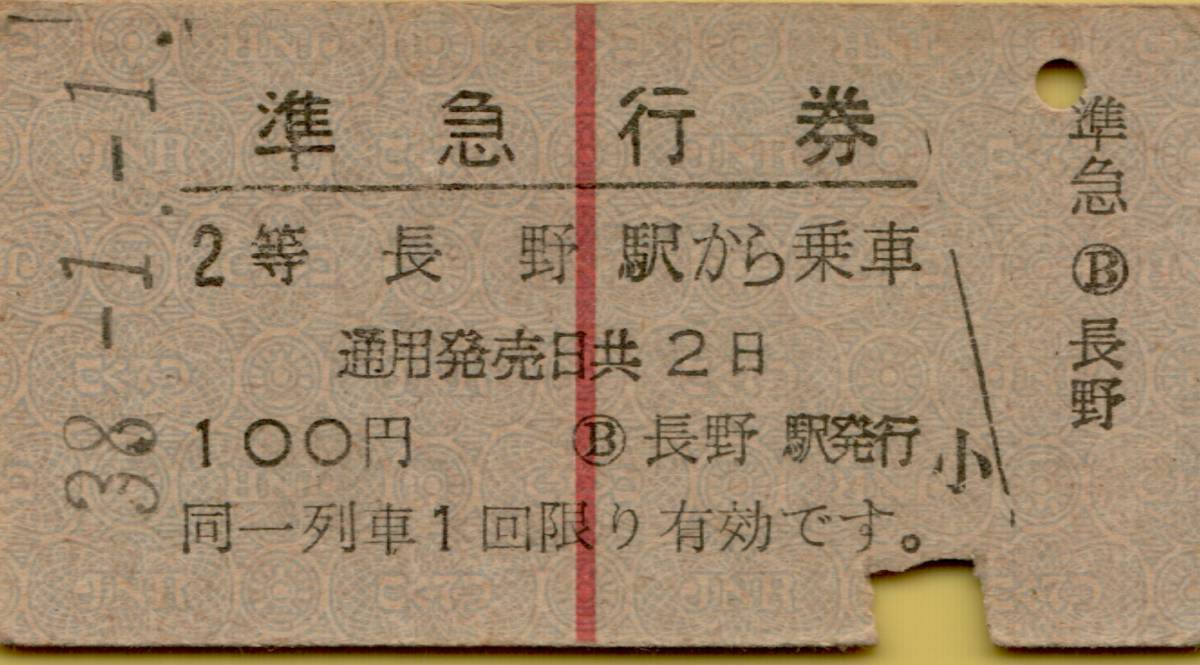 38.-1.-1.
準急行券
2等 長野駅から乗車
通用発売日共2日
100円 Ⓑ長野駅発行
同一列車1回限り有効です。
小
準急 Ⓑ 長野